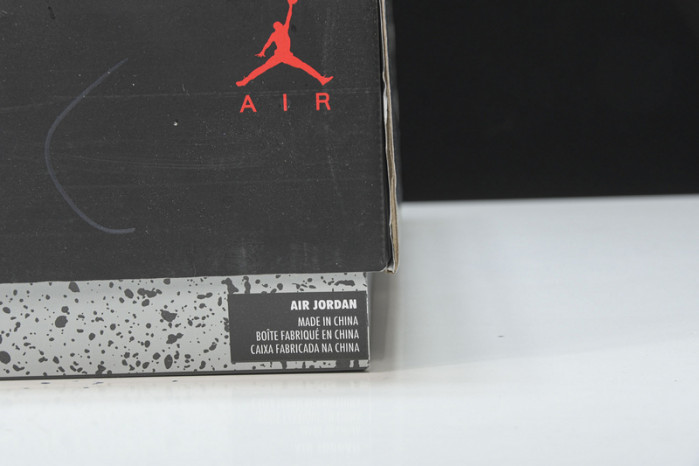 AIR
AIR JORDAN
MADE IN CHINA
BOÎTE FABRIQUÉ EN CHINA
CAIXA FABRICADA NA CHINA